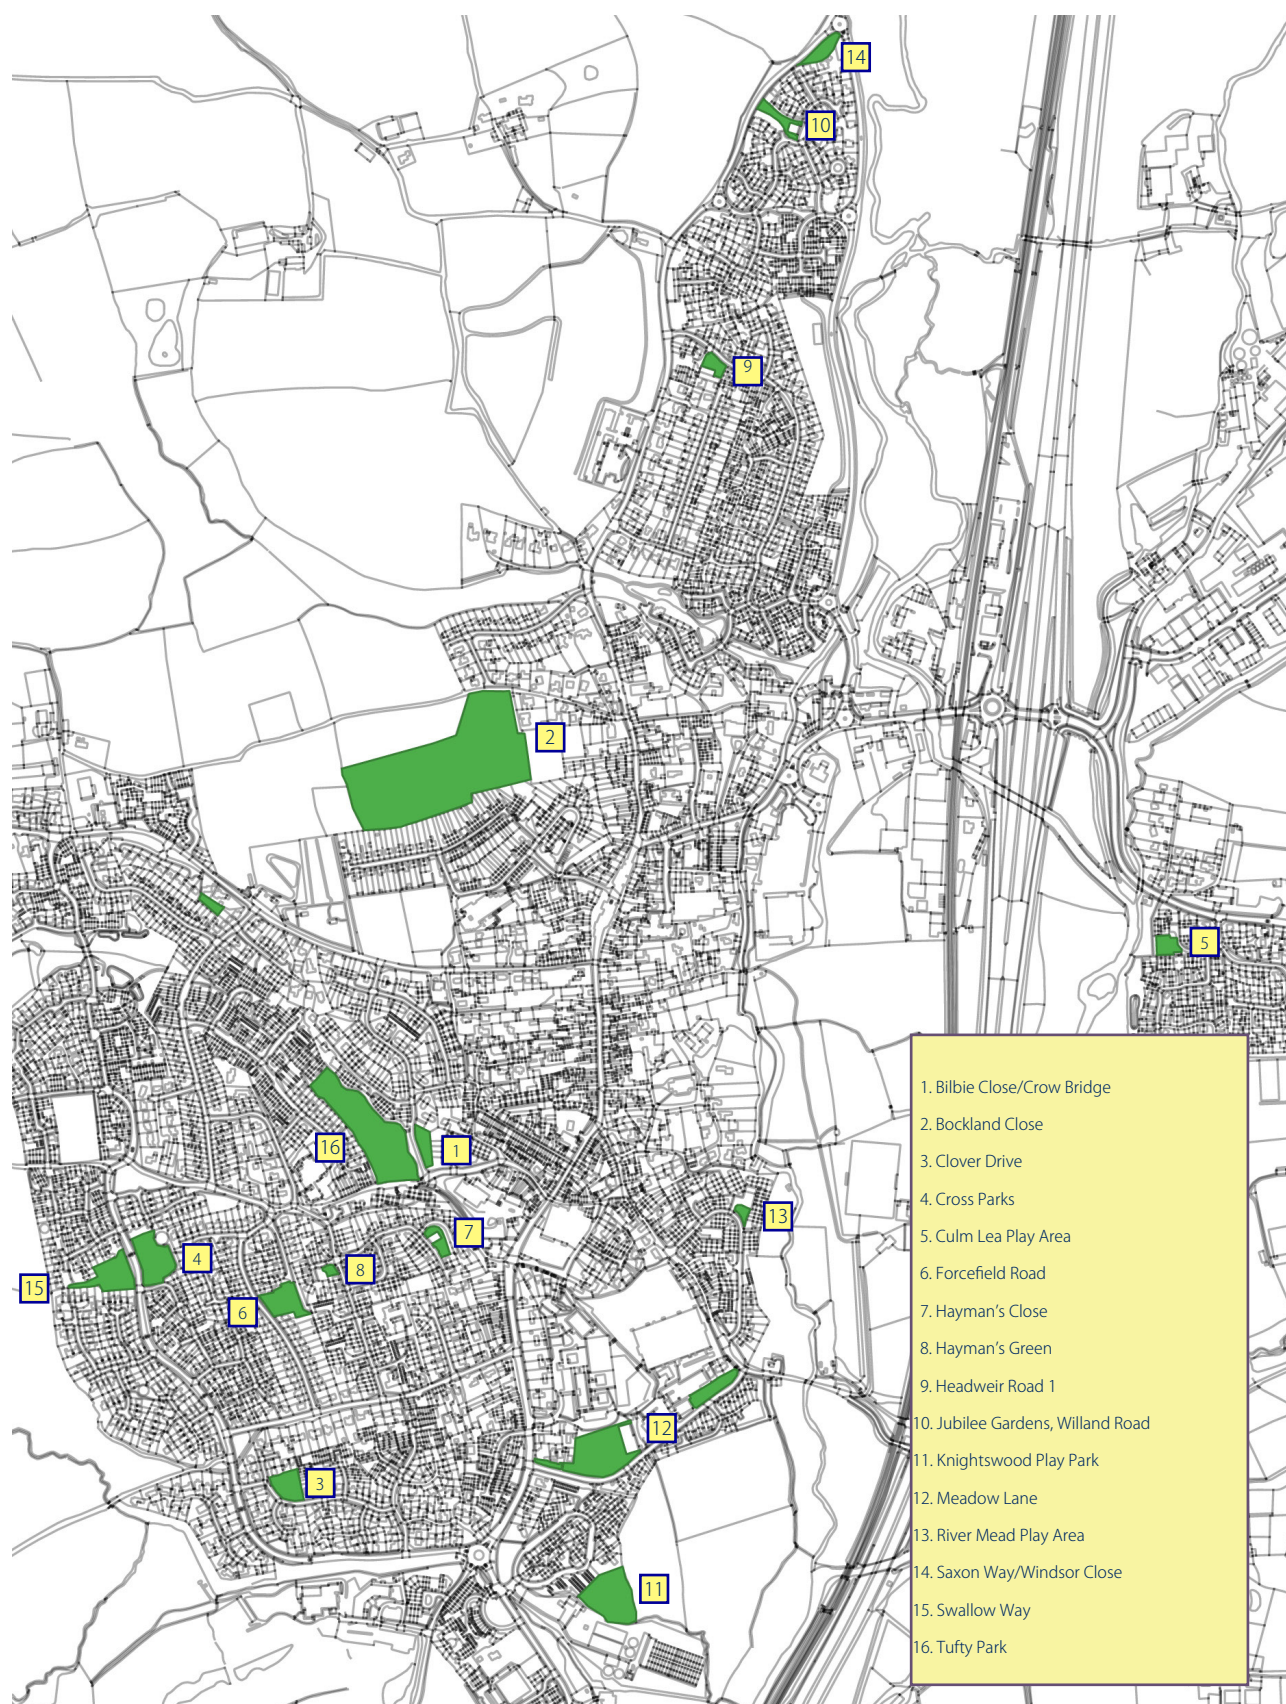 14
10
9
2
5
16
1
13
7
4
8
15
6
12
3
11
1. Bilbie Close/Crow Bridge
2. Bockland Close
3. Clover Drive
4. Cross Parks
5. Culm Lea Play Area
6. Forcefield Road
7. Hayman's Close
8. Hayman's Green
9. Headweir Road 1
10. Jubilee Gardens, Willand Road
11. Knightswood Play Park
12. Meadow Lane
13. River Mead Play Area
14. Saxon Way/Windsor Close
15. Swallow Way
16. Tufty Park